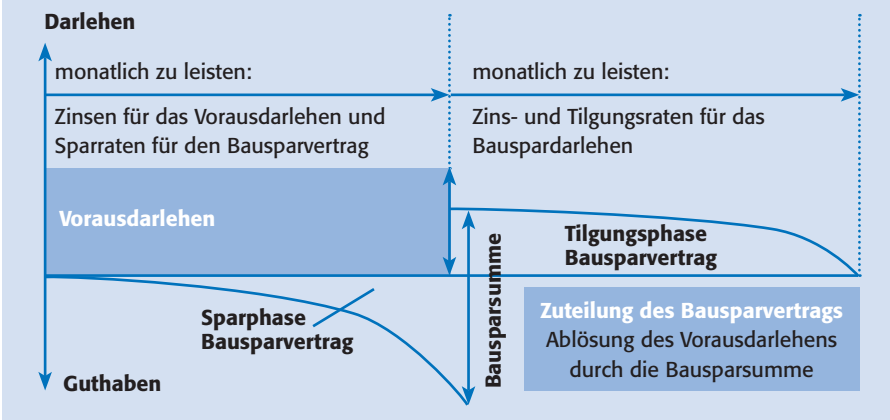 Darlehen
monatlich zu leisten:
Zinsen für das Vorausdarlehen und
Sparraten für den Bausparvertrag
monatlich zu leisten:
Zins- und Tilgungsraten für das
Bauspardarlehen
Vorausdarlehen
Tilgungsphase
Bausparvertrag
Bausparsumme
Sparphase
Bausparvertrag
Zuteilung des Bausparvertrags
Ablösung des Vorausdarlehens
durch die Bausparsumme
Guthaben